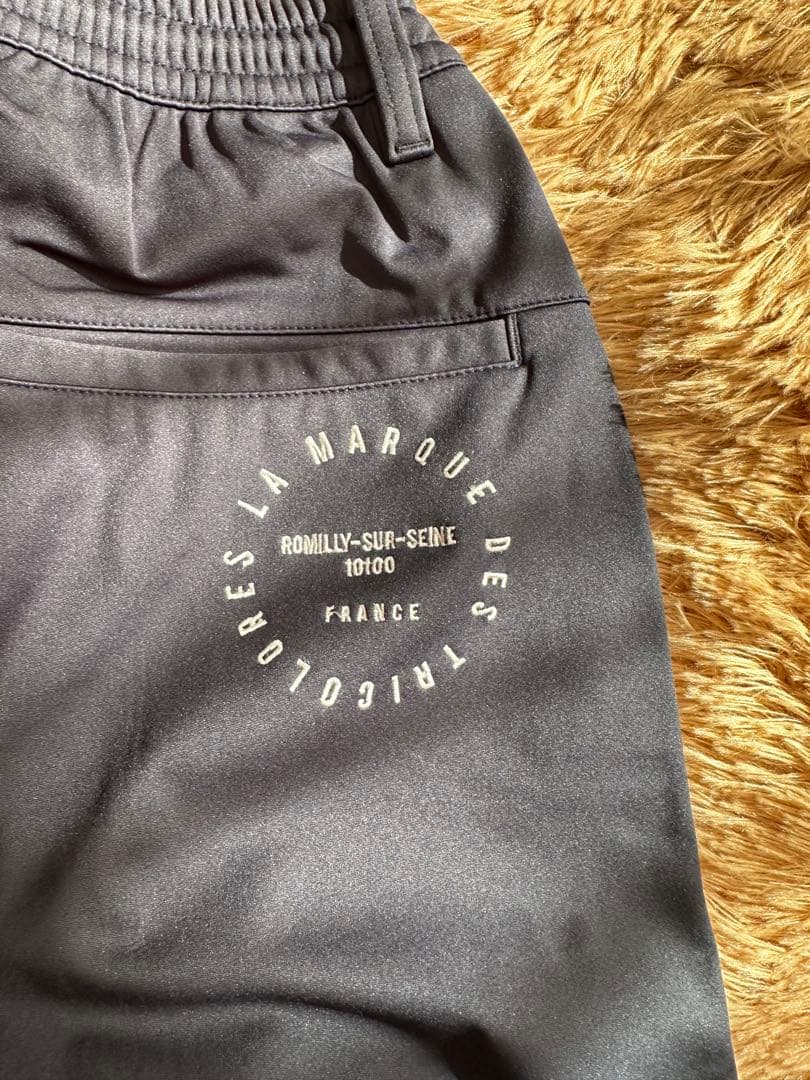 LA MARQUE DES TRICOLORES
ROMILLY-SUR-SEINE
10100
FRANCE